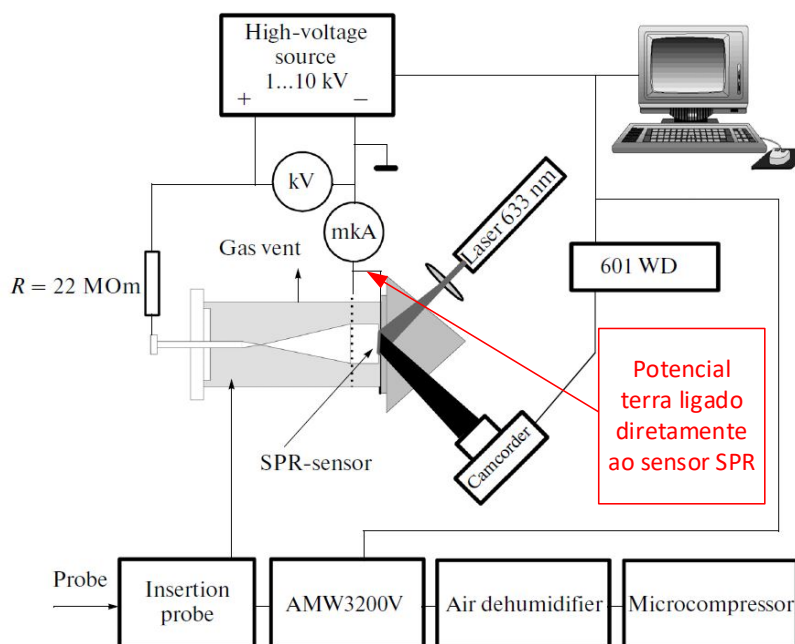 High-voltage
source
1...10 kV
+ −
kV
mkA
Laser 633 nm
Gas vent
R = 22 MOm
601 WD
Potencial
terra ligado
diretamente
ao sensor SPR
SPR-sensor
Camcorder
Probe
Insertion
probe
AMW3200V
Air dehumidifier
Microcompressor